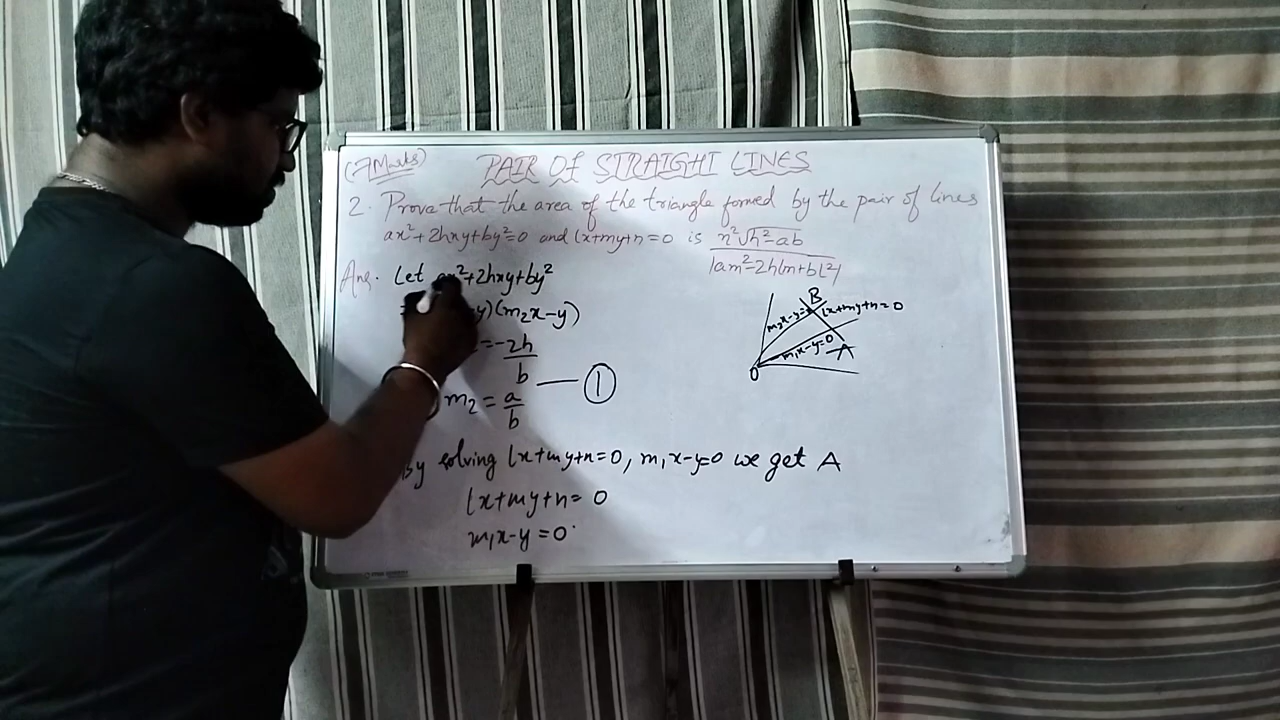 (7 Marks)
PAIR OF STRAIGHT LINES
2. Prove that the area of the triangle formed by the pair of lines
ax²+2hxy+by²=0 and lx+my+n=0 is n²√h²-ab
|am²-2hlm+bl²|
Ans. Let ax²+2hxy+by²
y)(m₂x-y)
= -2h
b
①
m₂ = a
b
By solving lx+my+n=0, m₁x-y=0 we get A
lx+my+n= 0
m₁x-y = 0
B
m₂x-y=
lx+my+n=0
m₁x-y=0
A
O